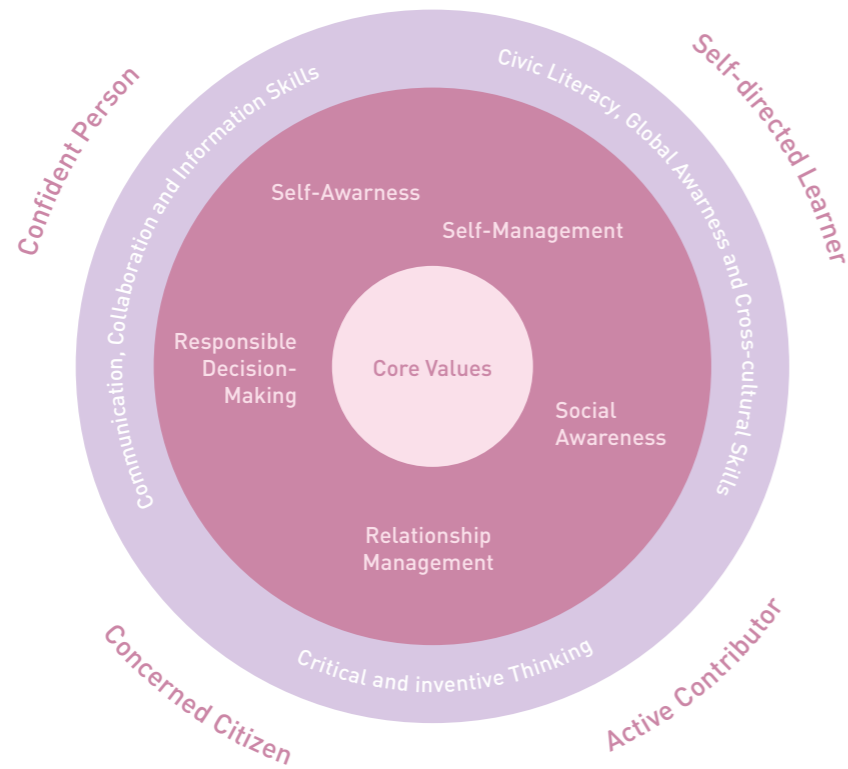 Confident Person
Self-directed Learner
Communication, Collaboration and Information Skills
Civic Literacy, Global Awarness and Cross-cultural Skills
Self-Awarness
Self-Management
Responsible
Decision-
Making
Core Values
Social
Awareness
Relationship
Management
Critical and inventive Thinking
Concerned Citizen
Active Contributor